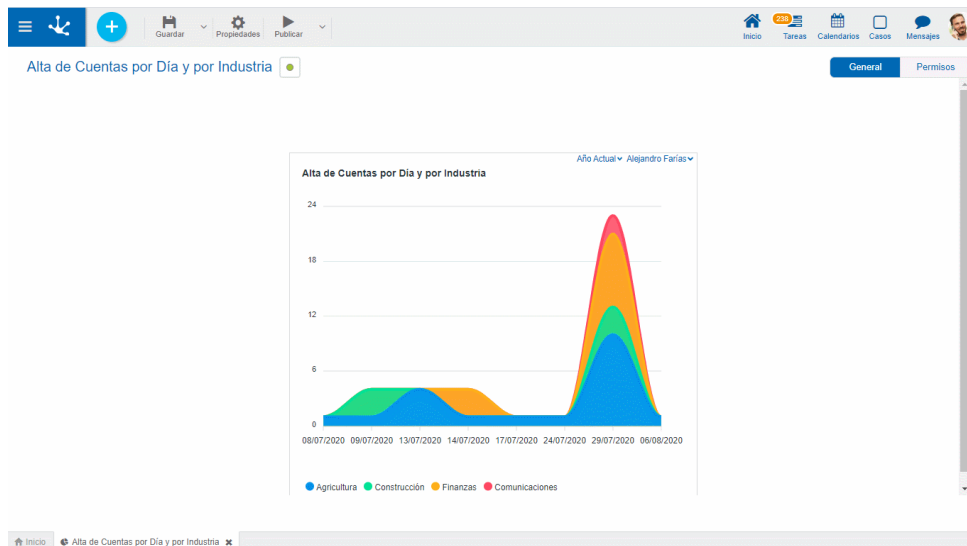 Guardar
Propiedades
Publicar
Inicio
238
Tareas
Calendarios
Casos
Mensajes
Alta de Cuentas por Día y por Industria
General
Permisos
Año Actual Alejandro Farías
Alta de Cuentas por Día y por Industria
24
18
12
6
0
08/07/2020 09/07/2020 13/07/2020 14/07/2020 17/07/2020 24/07/2020 29/07/2020 06/08/2020
Agricultura Construcción Finanzas Comunicaciones
Inicio
Alta de Cuentas por Día y por Industria